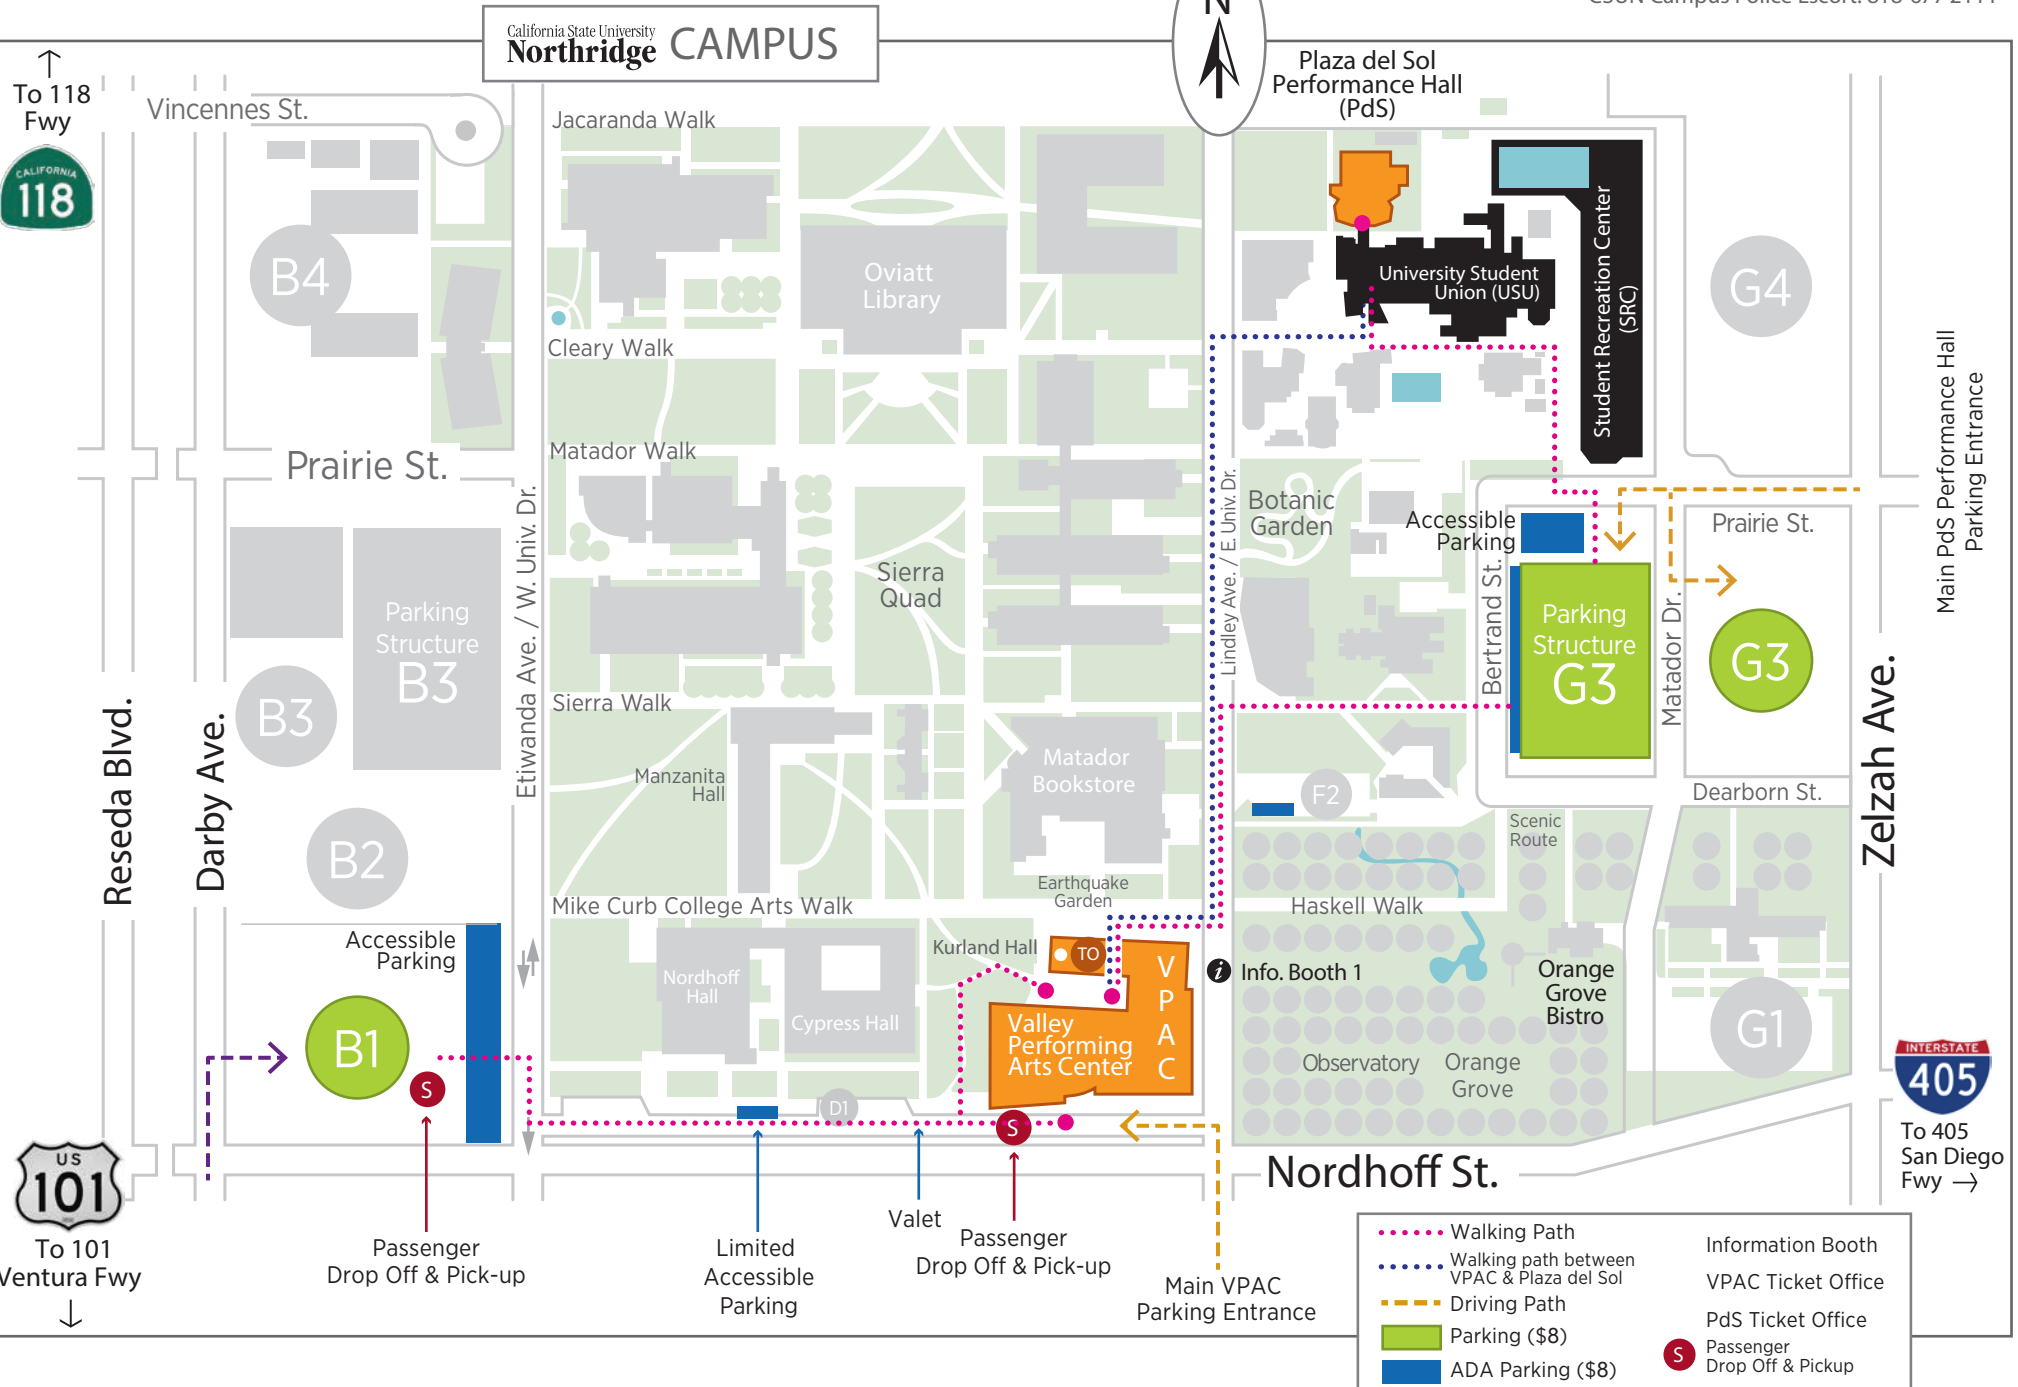 CSUN Campus Police Escort: 818-677-2111
California State University
Northridge CAMPUS
N
To 118
Fwy
CALIFORNIA
118
Vincennes St.
Jacaranda Walk
Plaza del Sol
Performance Hall
(PdS)
B4
Oviatt
Library
University Student
Union (USU)
Student Recreation Center
(SRC)
G4
Cleary Walk
Main PdS Performance Hall
Parking Entrance
Prairie St.
Matador Walk
Etiwanda Ave. / W. Univ. Dr.
Lindley Ave. / E. Univ. Dr.
Botanic
Garden
Accessible
Parking
Prairie St.
Parking
Structure
B3
Sierra
Quad
Bertrand St.
Parking
Structure
G3
Matador Dr.
G3
B3
Sierra Walk
Reseda Blvd.
Darby Ave.
Zelzah Ave.
Manzanita
Hall
Matador
Bookstore
F2
Dearborn St.
Scenic
Route
B2
Earthquake
Garden
Mike Curb College Arts Walk
Haskell Walk
Accessible
Parking
Kurland Hall
TO
VPAC
Nordhoff
Hall
Cypress Hall
Valley
Performing
Arts Center
i Info. Booth 1
Orange
Grove
Bistro
B1
S
G1
Observatory
Orange
Grove
INTERSTATE
405
D1
S
To 405
San Diego
Fwy →
US
101
To 101
Ventura Fwy
Nordhoff St.
Passenger
Drop Off & Pick-up
Limited
Accessible
Parking
Valet
Passenger
Drop Off & Pick-up
Main VPAC
Parking Entrance
Walking Path
Walking path between
VPAC & Plaza del Sol
Driving Path
Parking ($8)
ADA Parking ($8)
Information Booth
VPAC Ticket Office
PdS Ticket Office
S Passenger
Drop Off & Pickup